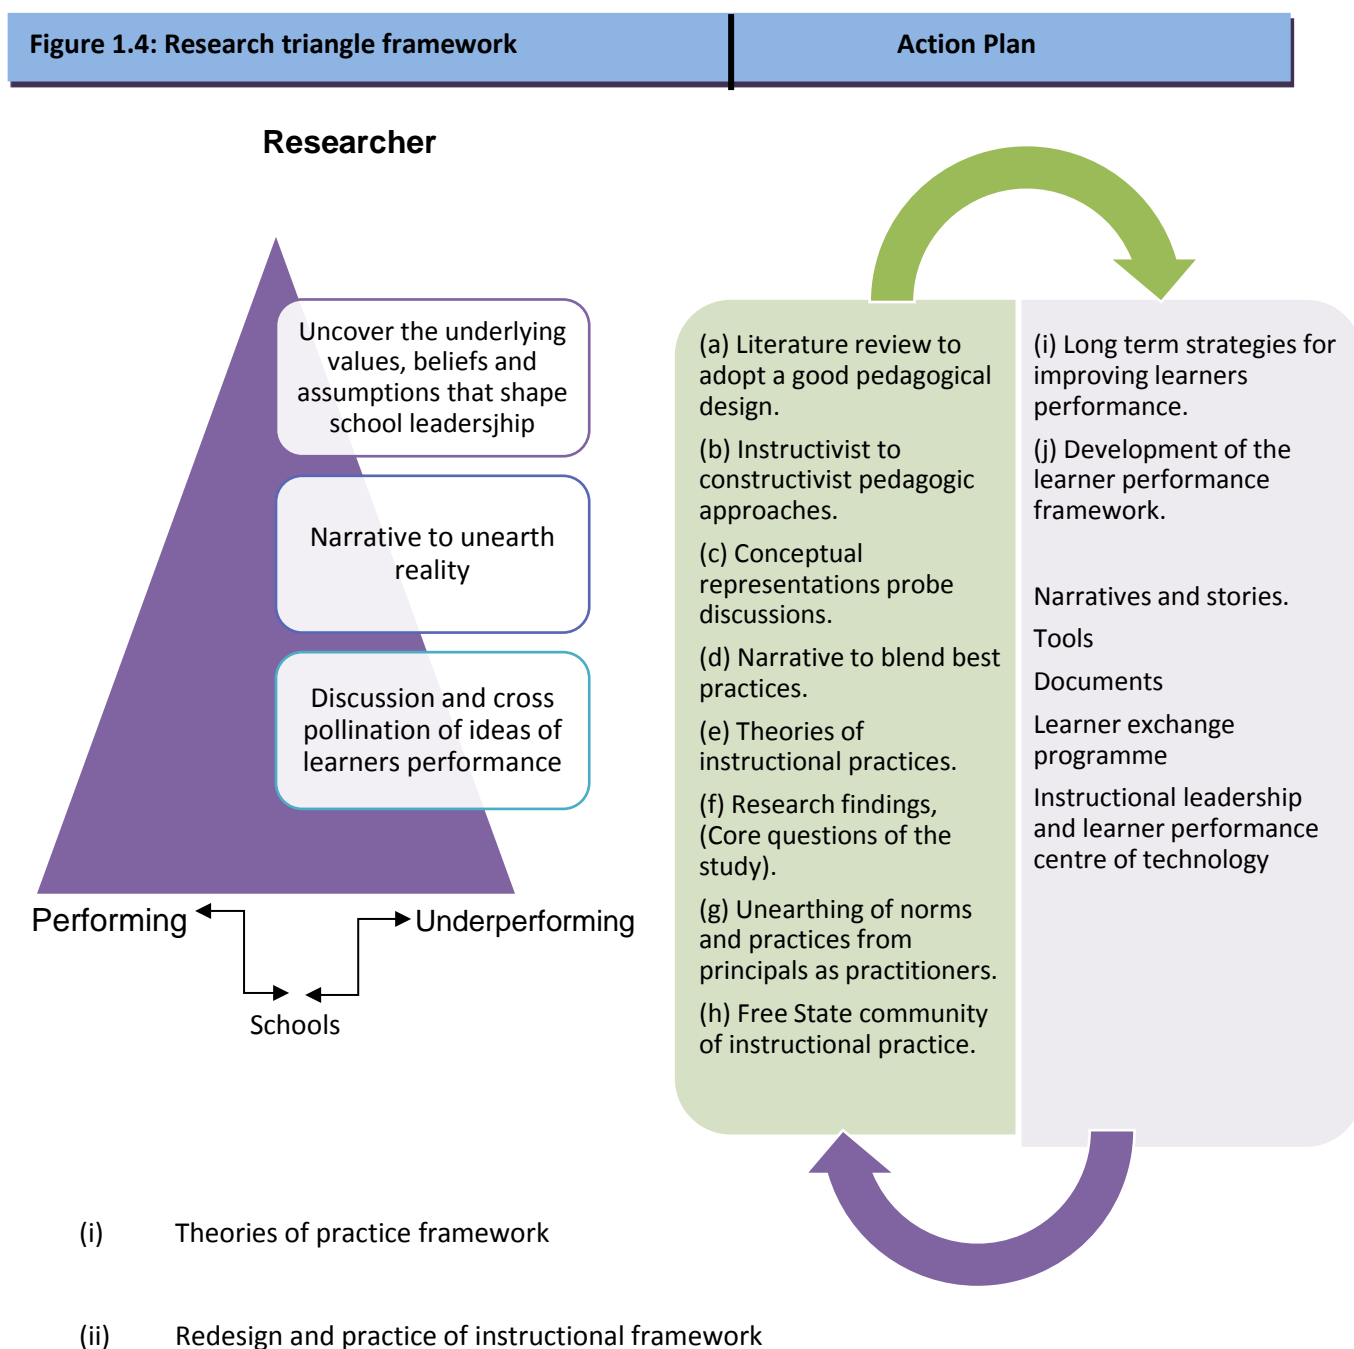 Figure 1.4: Research triangle framework
Action Plan
Researcher
Uncover the underlying
values, beliefs and
assumptions that shape
school leadersjhip
Narrative to unearth
reality
Discussion and cross
pollination of ideas of
learners performance
Performing
Underperforming
Schools
(a) Literature review to
adopt a good pedagogical
design.
(b) Instructivist to
constructivist pedagogic
approaches.
(c) Conceptual
representations probe
discussions.
(d) Narrative to blend best
practices.
(e) Theories of
instructional practices.
(f) Research findings,
(Core questions of the
study).
(g) Unearthing of norms
and practices from
principals as practitioners.
(h) Free State community
of instructional practice.
(i) Long term strategies for
improving learners
performance.
(j) Development of the
learner performance
framework.
Narratives and stories.
Tools
Documents
Learner exchange
programme
Instructional leadership
and learner performance
centre of technology
(i) Theories of practice framework
(ii) Redesign and practice of instructional framework